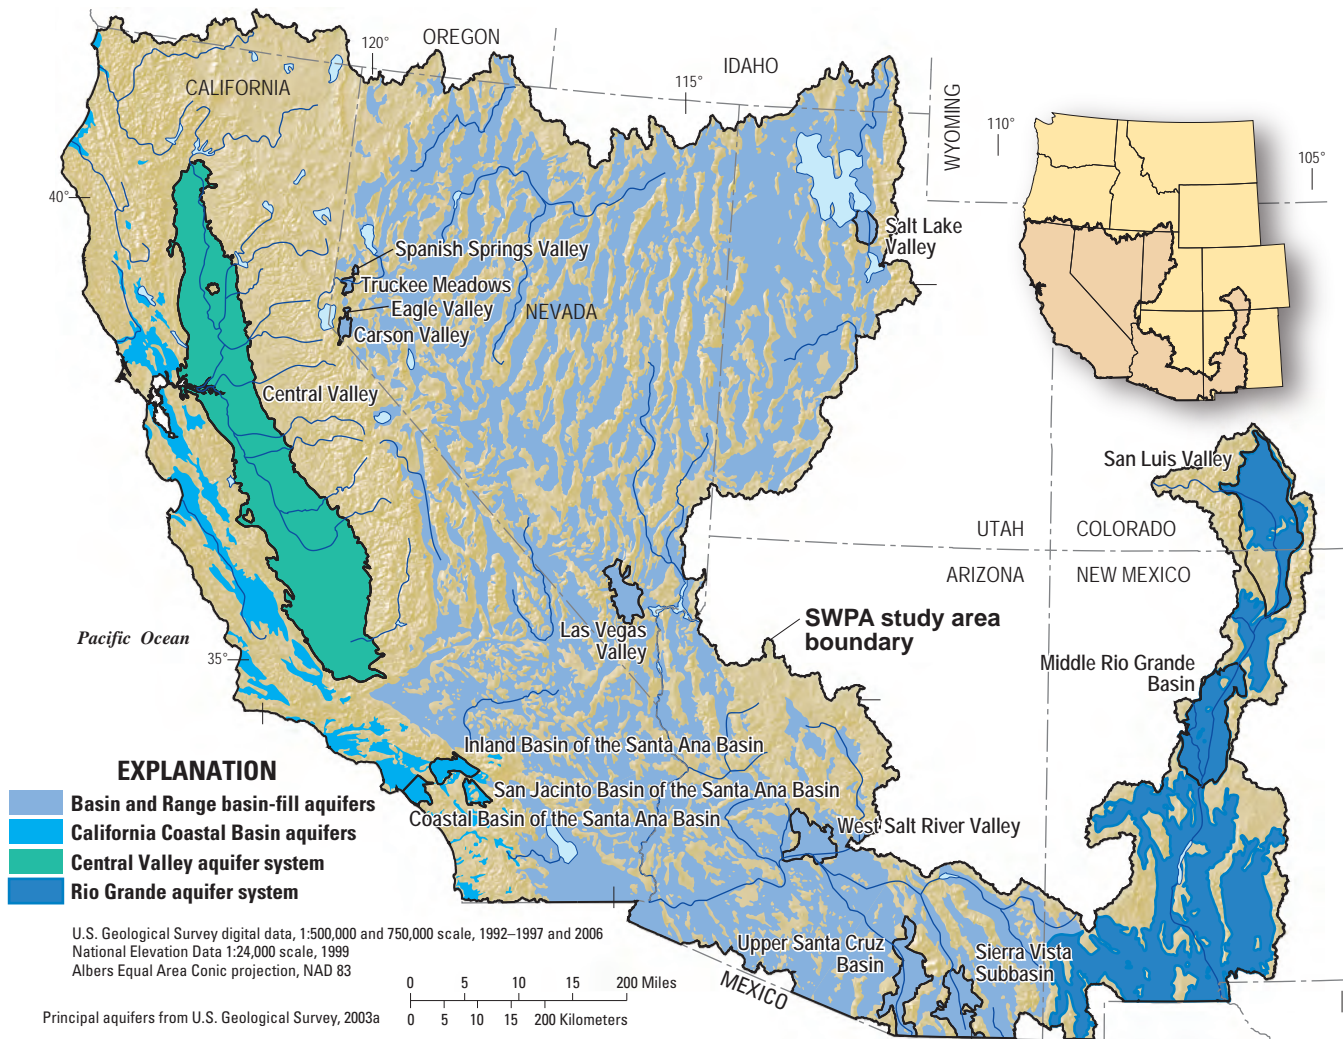 OREGON
120°
IDAHO
115°
CALIFORNIA
WYOMING
110°
105°
40°
Salt Lake
Valley
Spanish Springs Valley
Truckee Meadows
Eagle Valley
NEVADA
Carson Valley
Central Valley
San Luis Valley
UTAH
COLORADO
ARIZONA
NEW MEXICO
SWPA study area
boundary
Las Vegas
Valley
Pacific Ocean
35°
Middle Rio Grande
Basin
Inland Basin of the Santa Ana Basin
San Jacinto Basin of the Santa Ana Basin
Coastal Basin of the Santa Ana Basin
West Salt River Valley
EXPLANATION
Basin and Range basin-fill aquifers
California Coastal Basin aquifers
Central Valley aquifer system
Rio Grande aquifer system
Upper Santa Cruz
Basin
Sierra Vista
Subbasin
MEXICO
U.S. Geological Survey digital data, 1:500,000 and 750,000 scale, 1992–1997 and 2006
National Elevation Data 1:24,000 scale, 1999
Albers Equal Area Conic projection, NAD 83
0 5 10 15 200 Miles
0 5 10 15 200 Kilometers
Principal aquifers from U.S. Geological Survey, 2003a